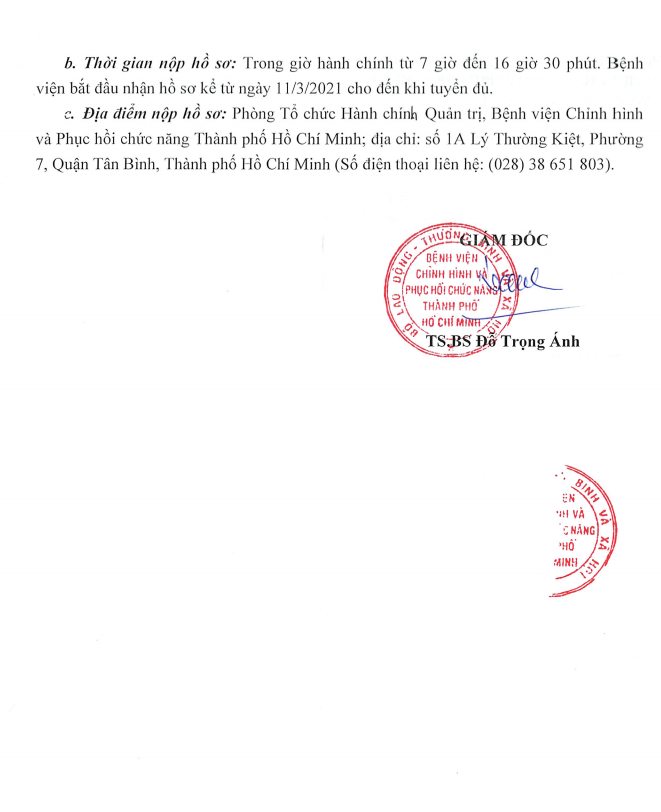 b. Thời gian nộp hồ sơ: Trong giờ hành chính từ 7 giờ đến 16 giờ 30 phút. Bệnh
viện bắt đầu nhận hồ sơ kể từ ngày 11/3/2021 cho đến khi tuyển đủ.
c. Địa điểm nộp hồ sơ: Phòng Tổ chức Hành chính Quản trị, Bệnh viện Chỉnh hình
và Phục hồi chức năng Thành phố Hồ Chí Minh; địa chỉ: số 1A Lý Thường Kiệt, Phường
7, Quận Tân Bình, Thành phố Hồ Chí Minh (Số điện thoại liên hệ: (028) 38 651 803).
GIÁM ĐỐC
BỘ LAO ĐỘNG - THƯƠNG BINH VÀ XÃ HỘI
BỆNH VIỆN
CHỈNH HÌNH VÀ
PHỤC HỒI CHỨC NĂNG
THÀNH PHỐ
HỒ CHÍ MINH
TS.BS Đỗ Trọng Ánh
BINH VÀ XÃ HỘI
ỆN
NH VÀ
C NĂNG
PHỐ
MINH